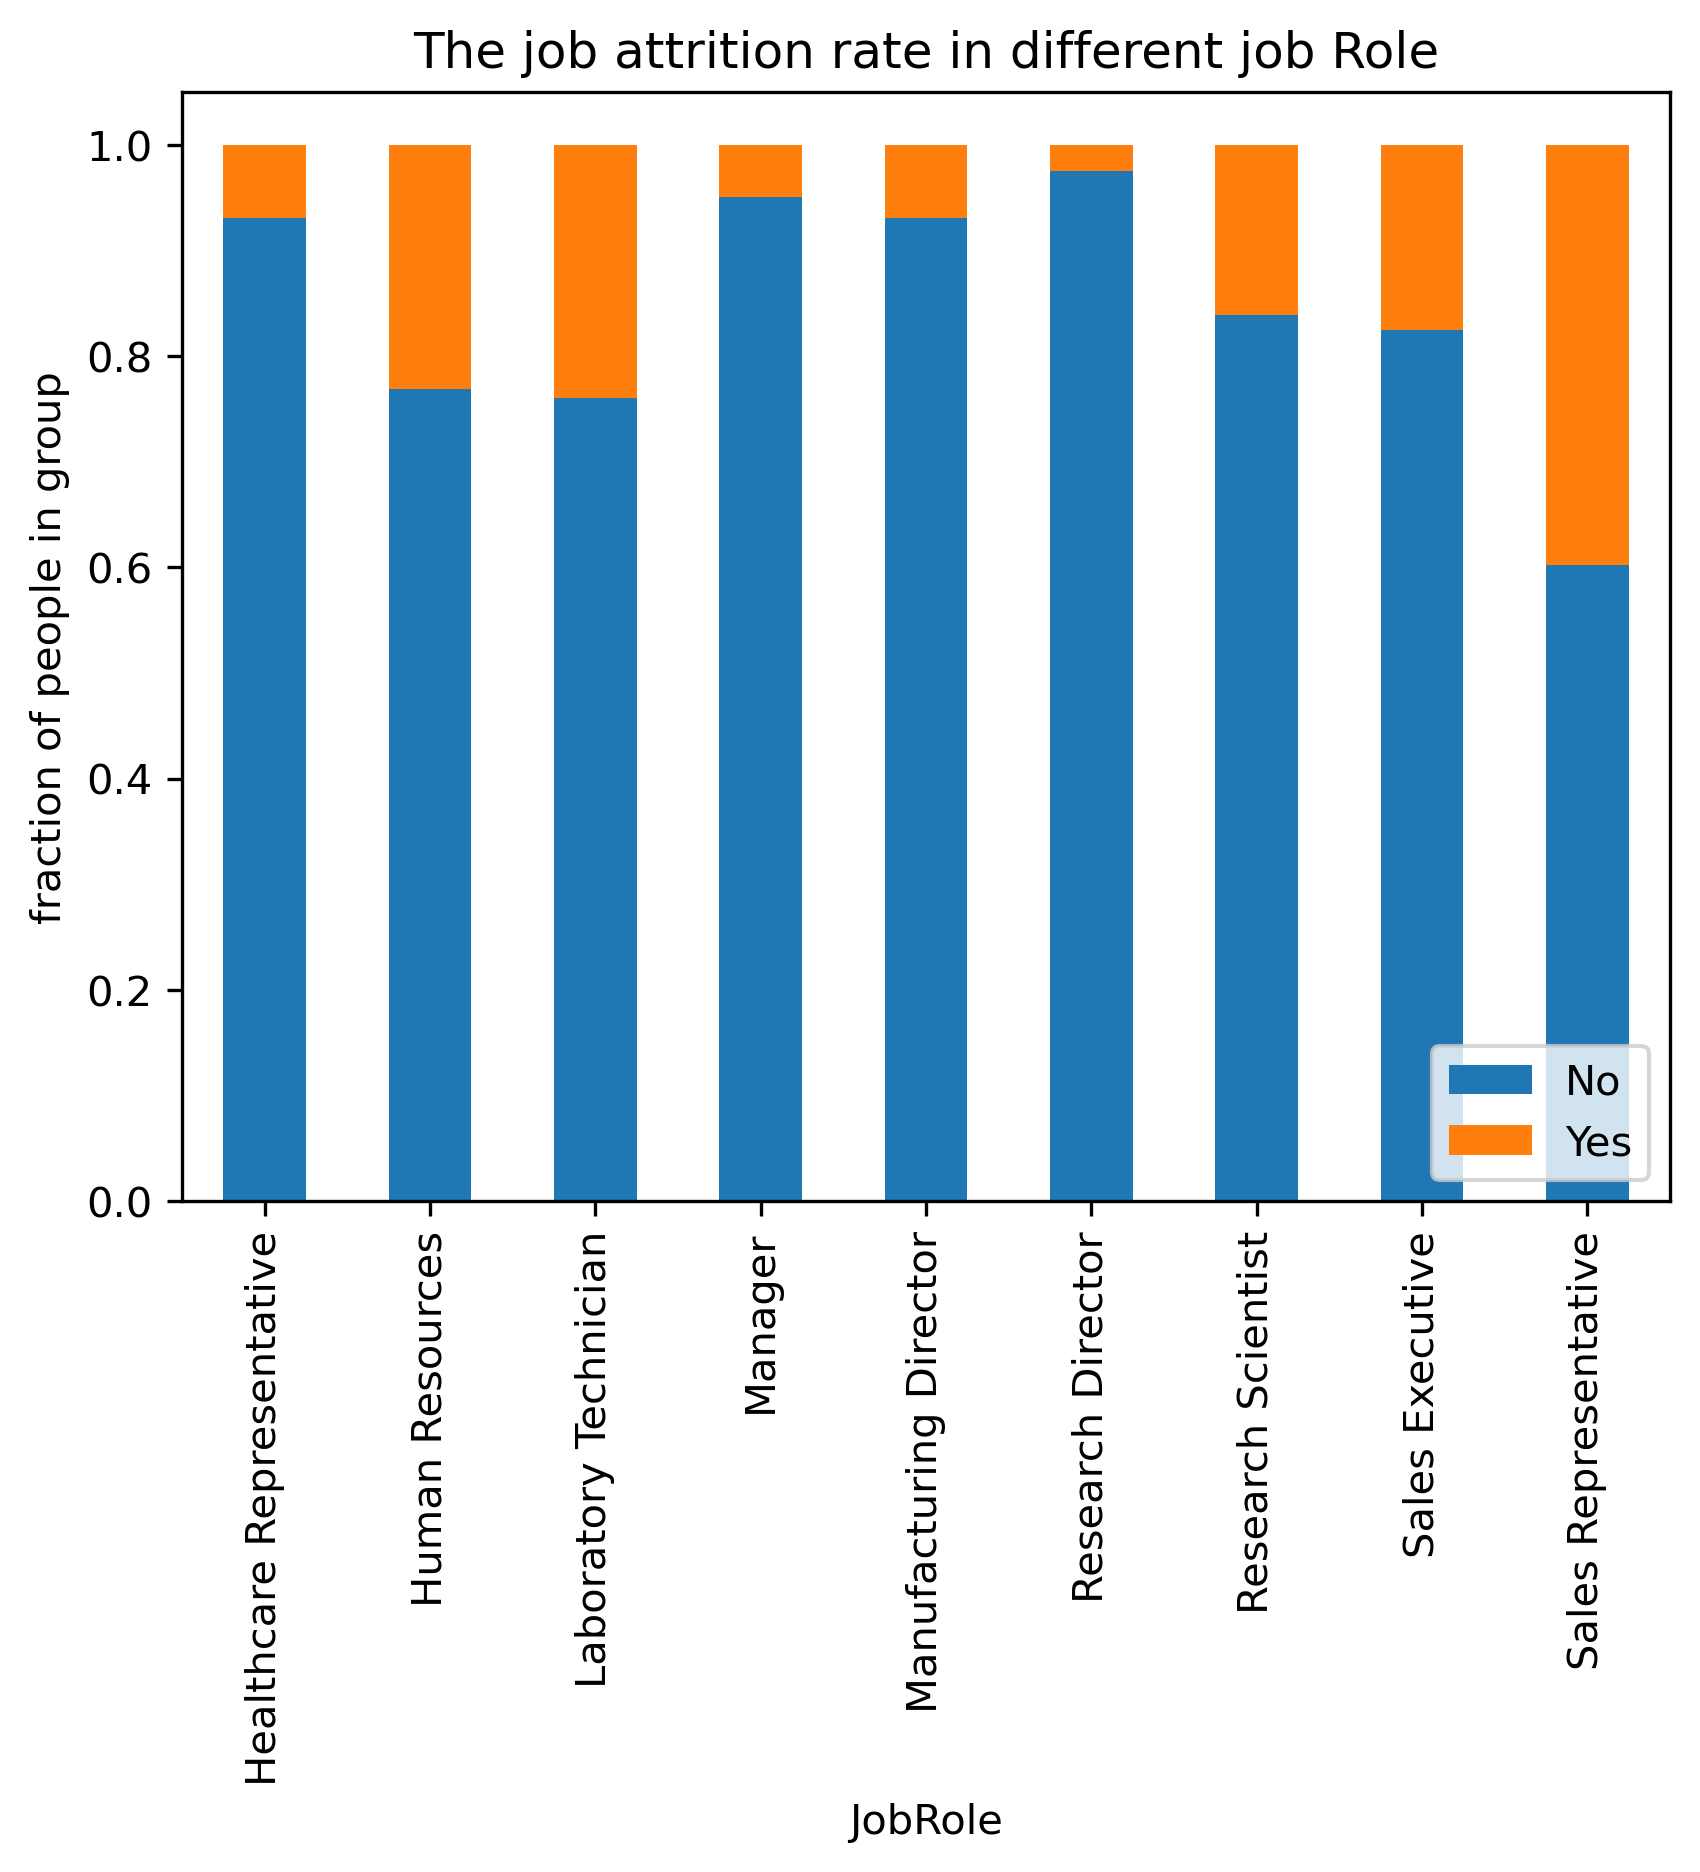 The job attrition rate in different job Role
fraction of people in group
1.0
0.8
0.6
0.4
0.2
0.0
No
Yes
Healthcare Representative
Human Resources
Laboratory Technician
Manager
Manufacturing Director
Research Director
Research Scientist
Sales Executive
Sales Representative
JobRole